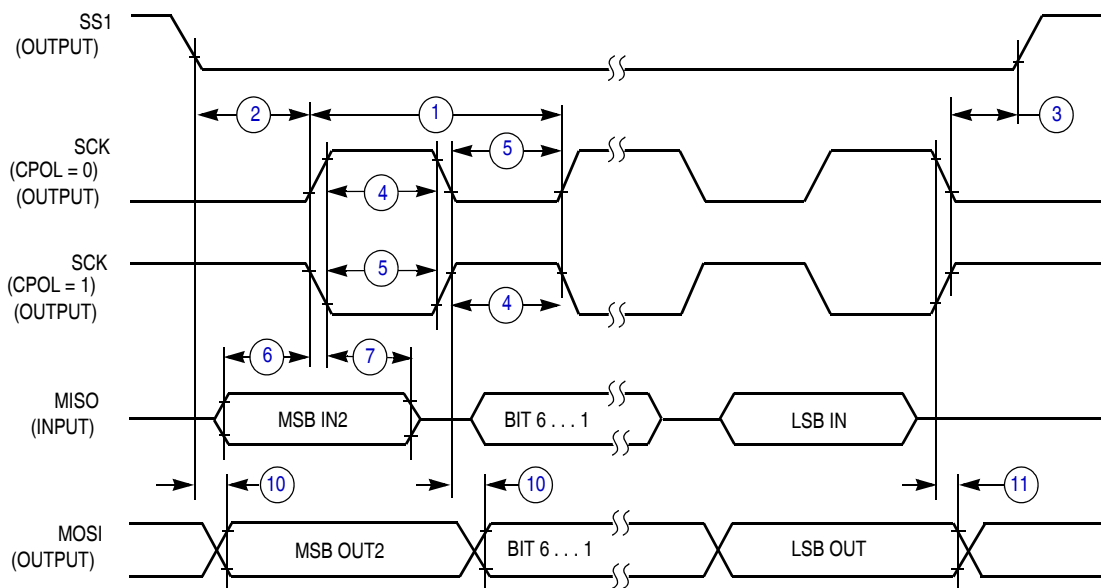 SS1
(OUTPUT)
2
1
3
SCK
(CPOL = 0)
(OUTPUT)
5
4
SCK
(CPOL = 1)
(OUTPUT)
5
4
6
7
MISO
(INPUT)
MSB IN2
BIT 6 . . . 1
LSB IN
10
10
11
MOSI
(OUTPUT)
MSB OUT2
BIT 6 . . . 1
LSB OUT